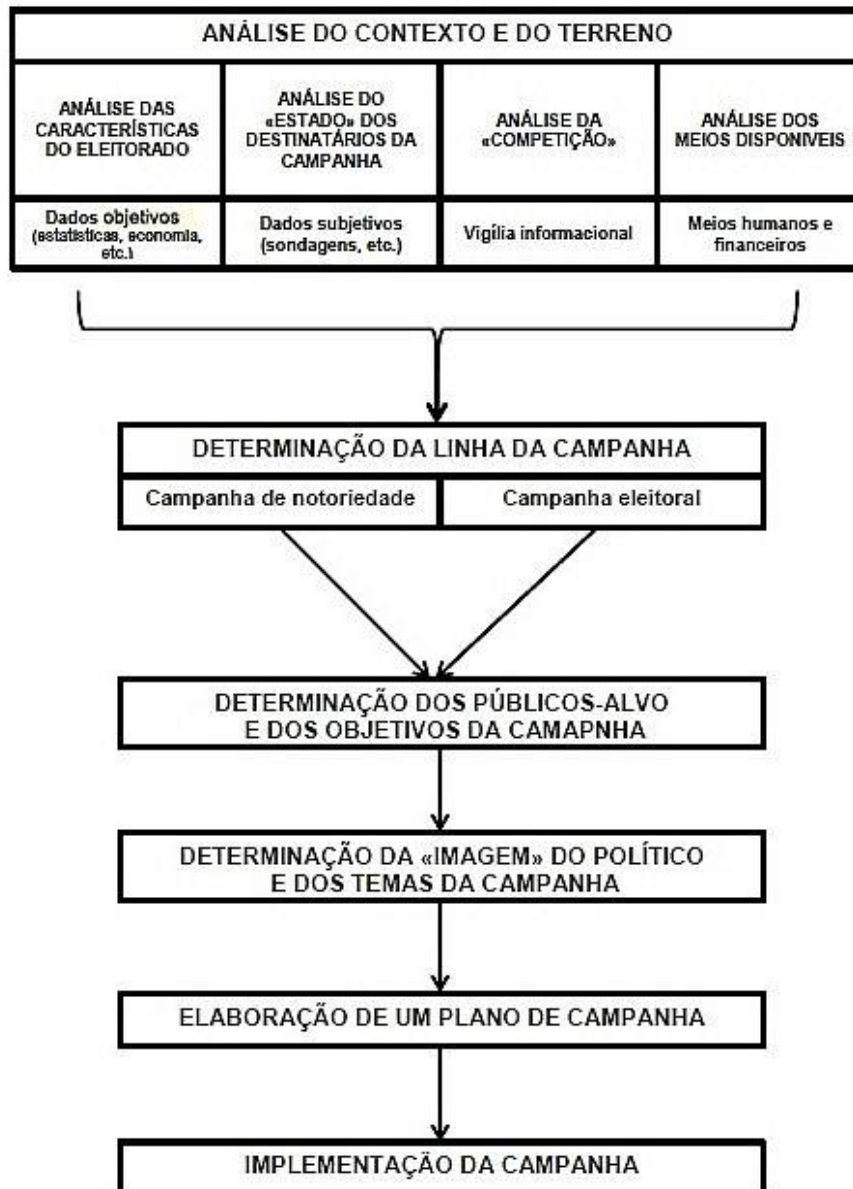 ANÁLISE DO CONTEXTO E DO TERRENO
ANÁLISE DAS
CARACTERÍSTICAS
DO ELEITORADO
ANÁLISE DO
«ESTADO» DOS
DESTINATÁRIOS DA
CAMPANHA
ANÁLISE DA
«COMPETIÇÃO»
ANÁLISE DOS
MEIOS DISPONIVEIS
Dados objetivos
(estatísticas, economia,
etc.)
Dados subjetivos
(sondagens, etc.)
Vigília informacional
Meios humanos e
financeiros
DETERMINAÇÃO DA LINHA DA CAMPANHA
Campanha de notoriedade
Campanha eleitoral
DETERMINAÇÃO DOS PÚBLICOS-ALVO
E DOS OBJETIVOS DA CAMAPNHA
DETERMINAÇÃO DA «IMAGEM» DO POLÍTICO
E DOS TEMAS DA CAMPANHA
ELABORAÇÃO DE UM PLANO DE CAMPANHA
IMPLEMENTAÇÃO DA CAMPANHA